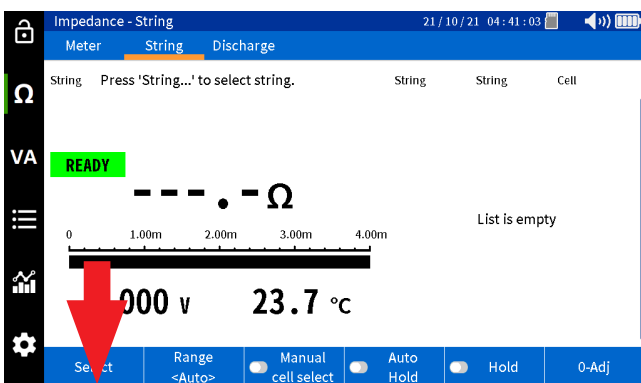 Impedance - String 21/10/21 04:41:03
Meter String Discharge
Ω
String Press 'String...' to select string. String String Cell
VA
READY
---.-Ω
List is empty
0 1.00m 2.00m 3.00m 4.00m
000 V 23.7 °C
Range Manual Auto
<Auto> cell select Hold Hold 0-Adj